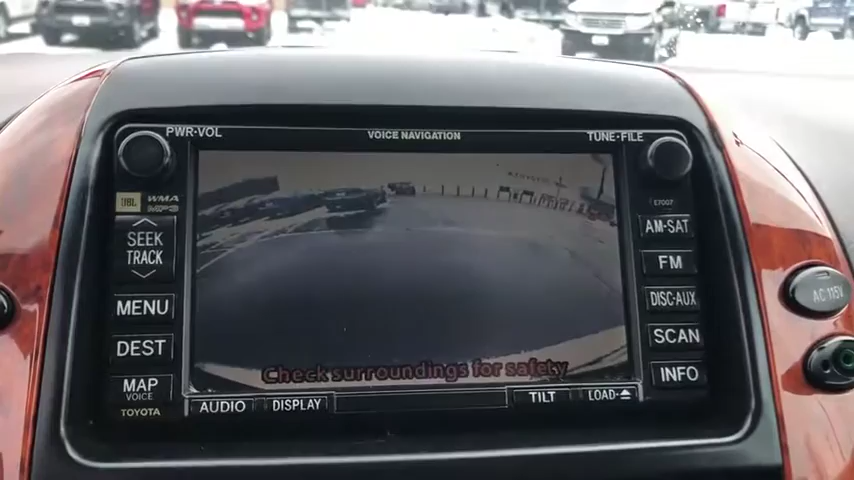 PWR•VOL
VOICE NAVIGATION
TUNE•FILE
JBL
WMA
MP3
E7007
SEEK
TRACK
AM•SAT
FM
MENU
DISC•AUX
DEST
SCAN
MAP
VOICE
INFO
TOYOTA
Check surroundings for safety
AUDIO
DISPLAY
TILT
LOAD
AC 115V